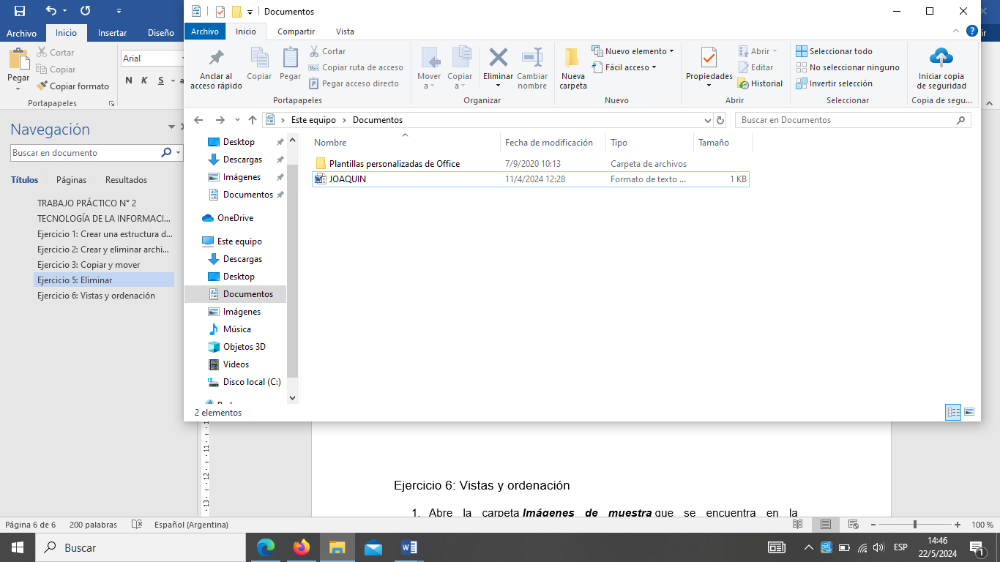 Documentos
Archivo Inicio Insertar Diseño
Archivo Inicio Compartir Vista
Pegar
Cortar
Copiar
Copiar formato
Portapapeles
Arial
N K S
Anclar al acceso rápido
Copiar
Pegar
Cortar
Copiar ruta de acceso
Pegar acceso directo
Portapapeles
Mover a
Copiar a
Eliminar
Cambiar nombre
Organizar
Nueva carpeta
Nuevo elemento
Fácil acceso
Nuevo
Propiedades
Abrir
Editar
Historial
Abrir
Seleccionar todo
No seleccionar ninguno
Invertir selección
Seleccionar
Iniciar copia de seguridad
Copia de segu...
Este equipo > Documentos
Buscar en Documentos
Navegación
Buscar en documento
Títulos Páginas Resultados
TRABAJO PRÁCTICO N° 2
TECNOLOGÍA DE LA INFORMACI...
Ejercicio 1: Crear una estructura d...
Ejercicio 2: Crear y eliminar archi...
Ejercicio 3: Copiar y mover
Ejercicio 5: Eliminar
Ejercicio 6: Vistas y ordenación
Desktop
Descargas
Imágenes
Documentos
OneDrive
Este equipo
Descargas
Desktop
Documentos
Imágenes
Música
Objetos 3D
Videos
Disco local (C:)
Nombre Fecha de modificación Tipo Tamaño
Plantillas personalizadas de Office 7/9/2020 10:13 Carpeta de archivos
JOAQUIN 11/4/2024 12:28 Formato de texto ... 1 KB
2 elementos
11
12
13
Ejercicio 6: Vistas y ordenación
1. Abre la carpeta Imágenes de muestra que se encuentra en la
Página 6 de 6 200 palabras Español (Argentina) 100 %
Buscar
ESP
14:46
22/5/2024
1